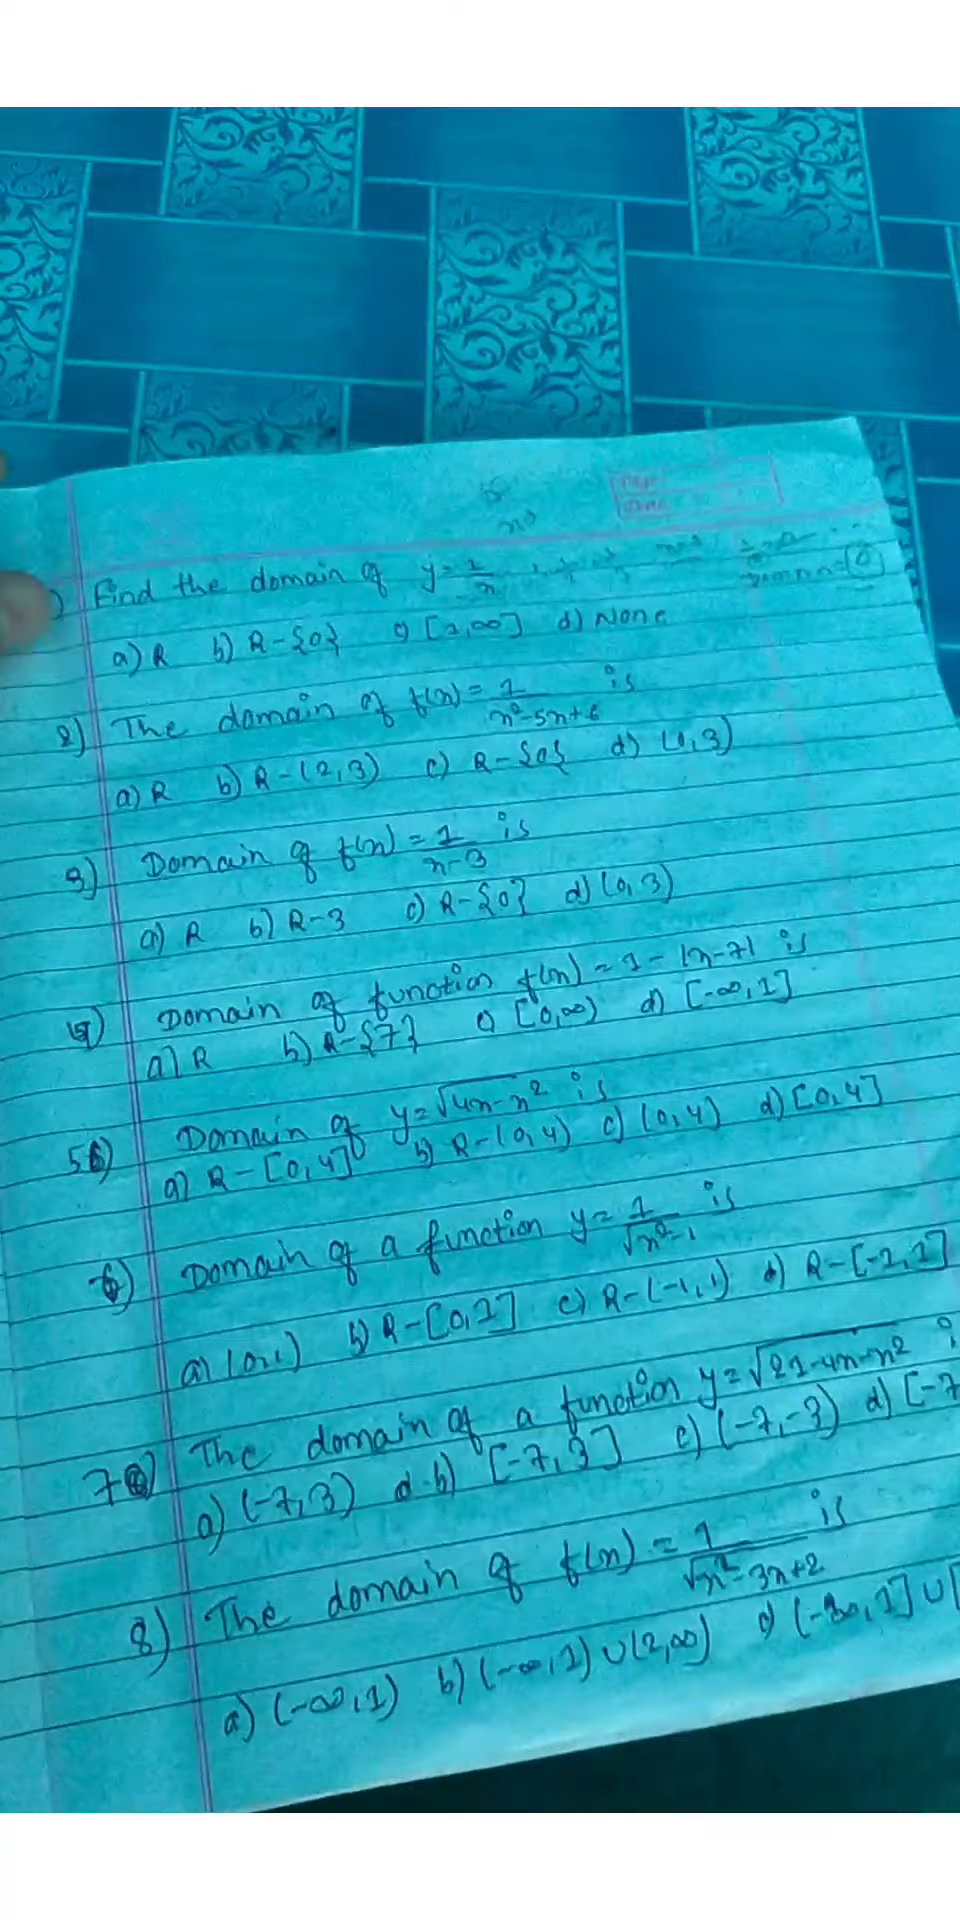 Find the domain of y = 1/x
a) R b) R-{0} c) [1,∞] d) None
2) The domain of f(x) = 1/(x²-5x+6) is
a) R b) R-(2,3) c) R-{0} d) (0,3)
3) Domain of f(x) = 1/(x-3) is
a) R b) R-3 c) R-{0} d) (0,3)
4) Domain of function f(x) = 1-|x-7| is
a) R b) R-{7} c) [0,∞) d) [-∞,1]
5) Domain of y=√4x-x² is
a) R-[0,4] b) R-(0,4) c) (0,4) d) [0,4]
6) Domain of a function y = 1/√x²-1 is
a) (0,1) b) R-[0,1] c) R-(-1,1) d) R-[-1,1]
7) The domain of a function y = √21-4x-x²
a) (-7,3) b) [-7,3] c) (-7,-3) d) [-7
8) The domain of f(x) = 1/√x²-3x+2 is
a) (-∞,1) b) (-∞,1)∪(2,∞) c) (-∞,1]∪[